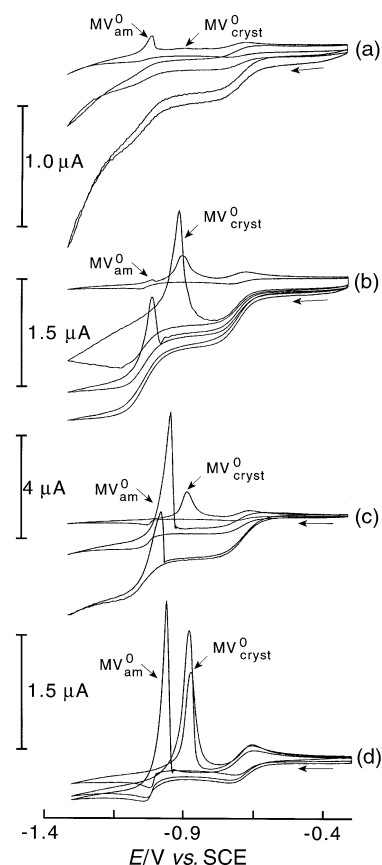 MV⁰am
MV⁰cryst
(a)
1.0 µA
MV⁰cryst
MV⁰am
(b)
1.5 µA
4 µA
MV⁰am
MV⁰cryst
(c)
1.5 µA
MV⁰am
MV⁰cryst
(d)
-1.4 -0.9 -0.4
E/V vs. SCE